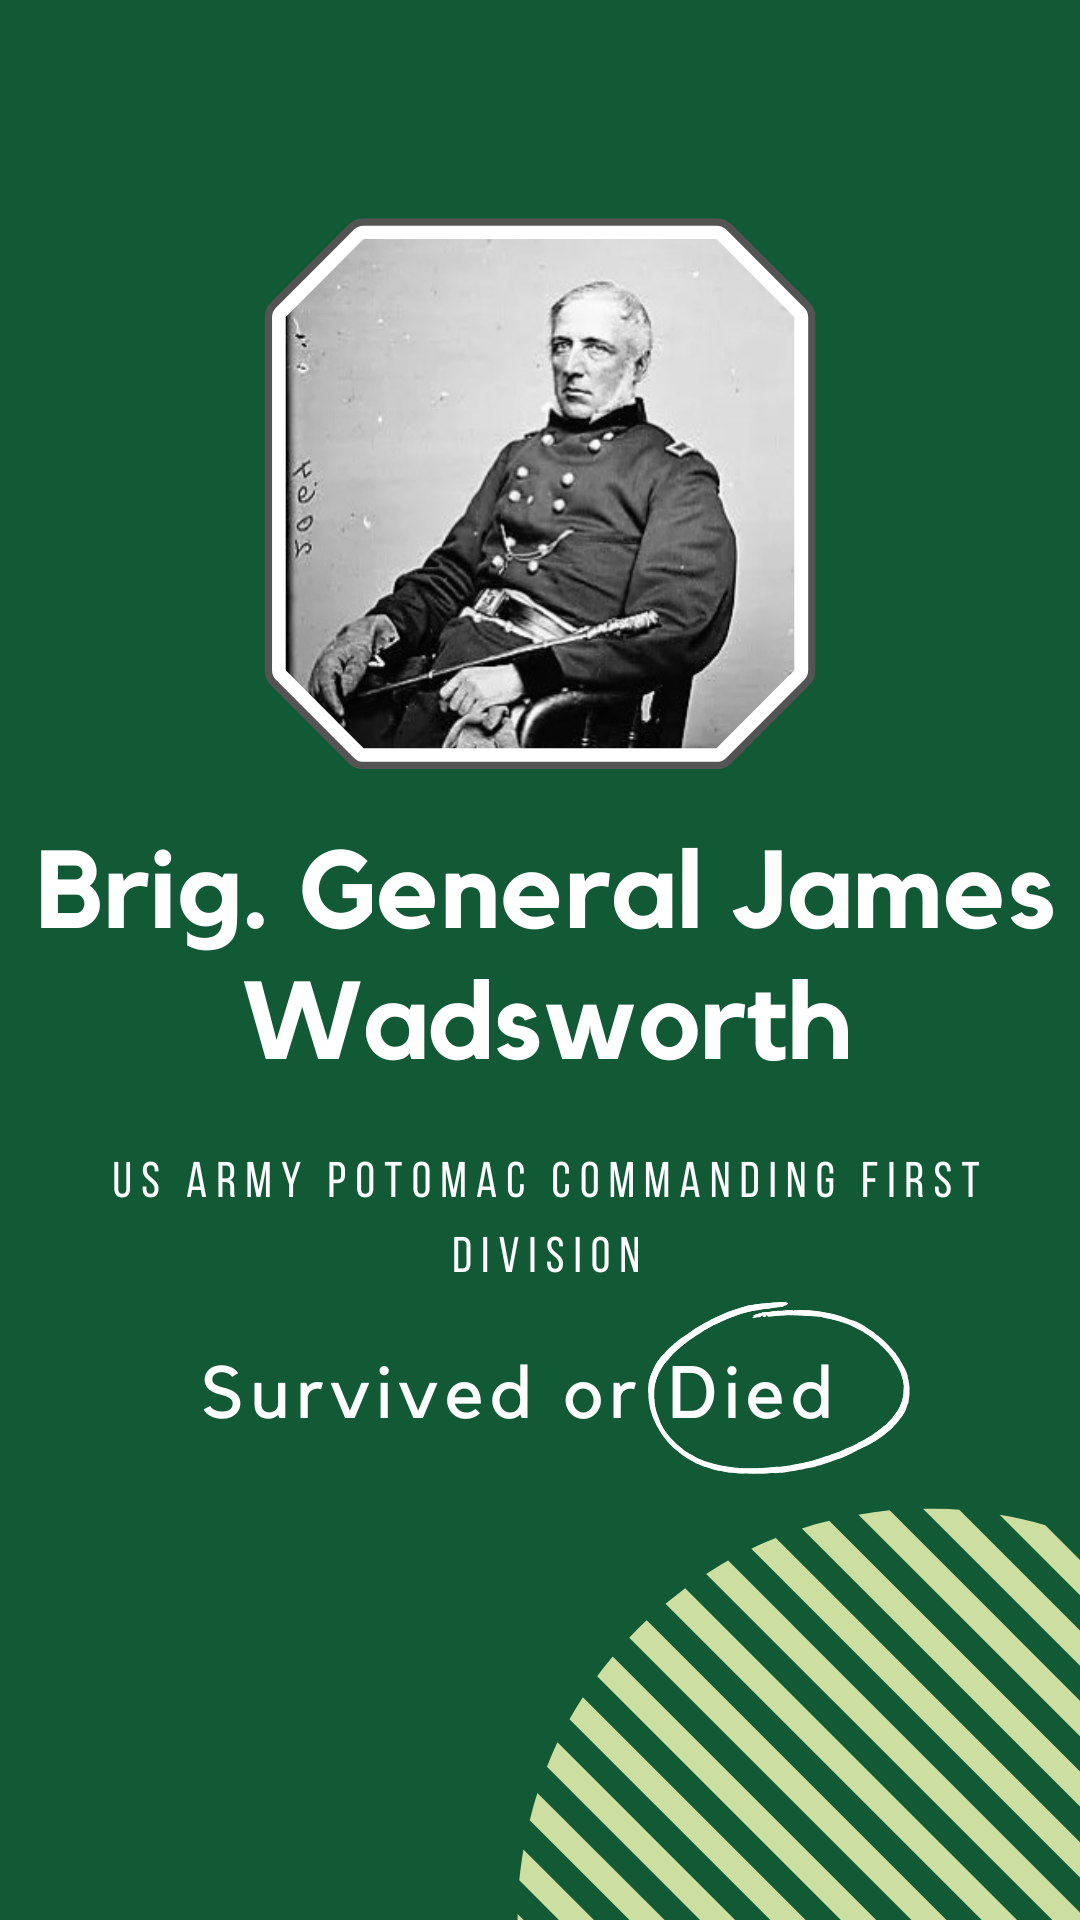 Brig. General James
Wadsworth
US ARMY POTOMAC COMMANDING FIRST
DIVISION
Survived or Died